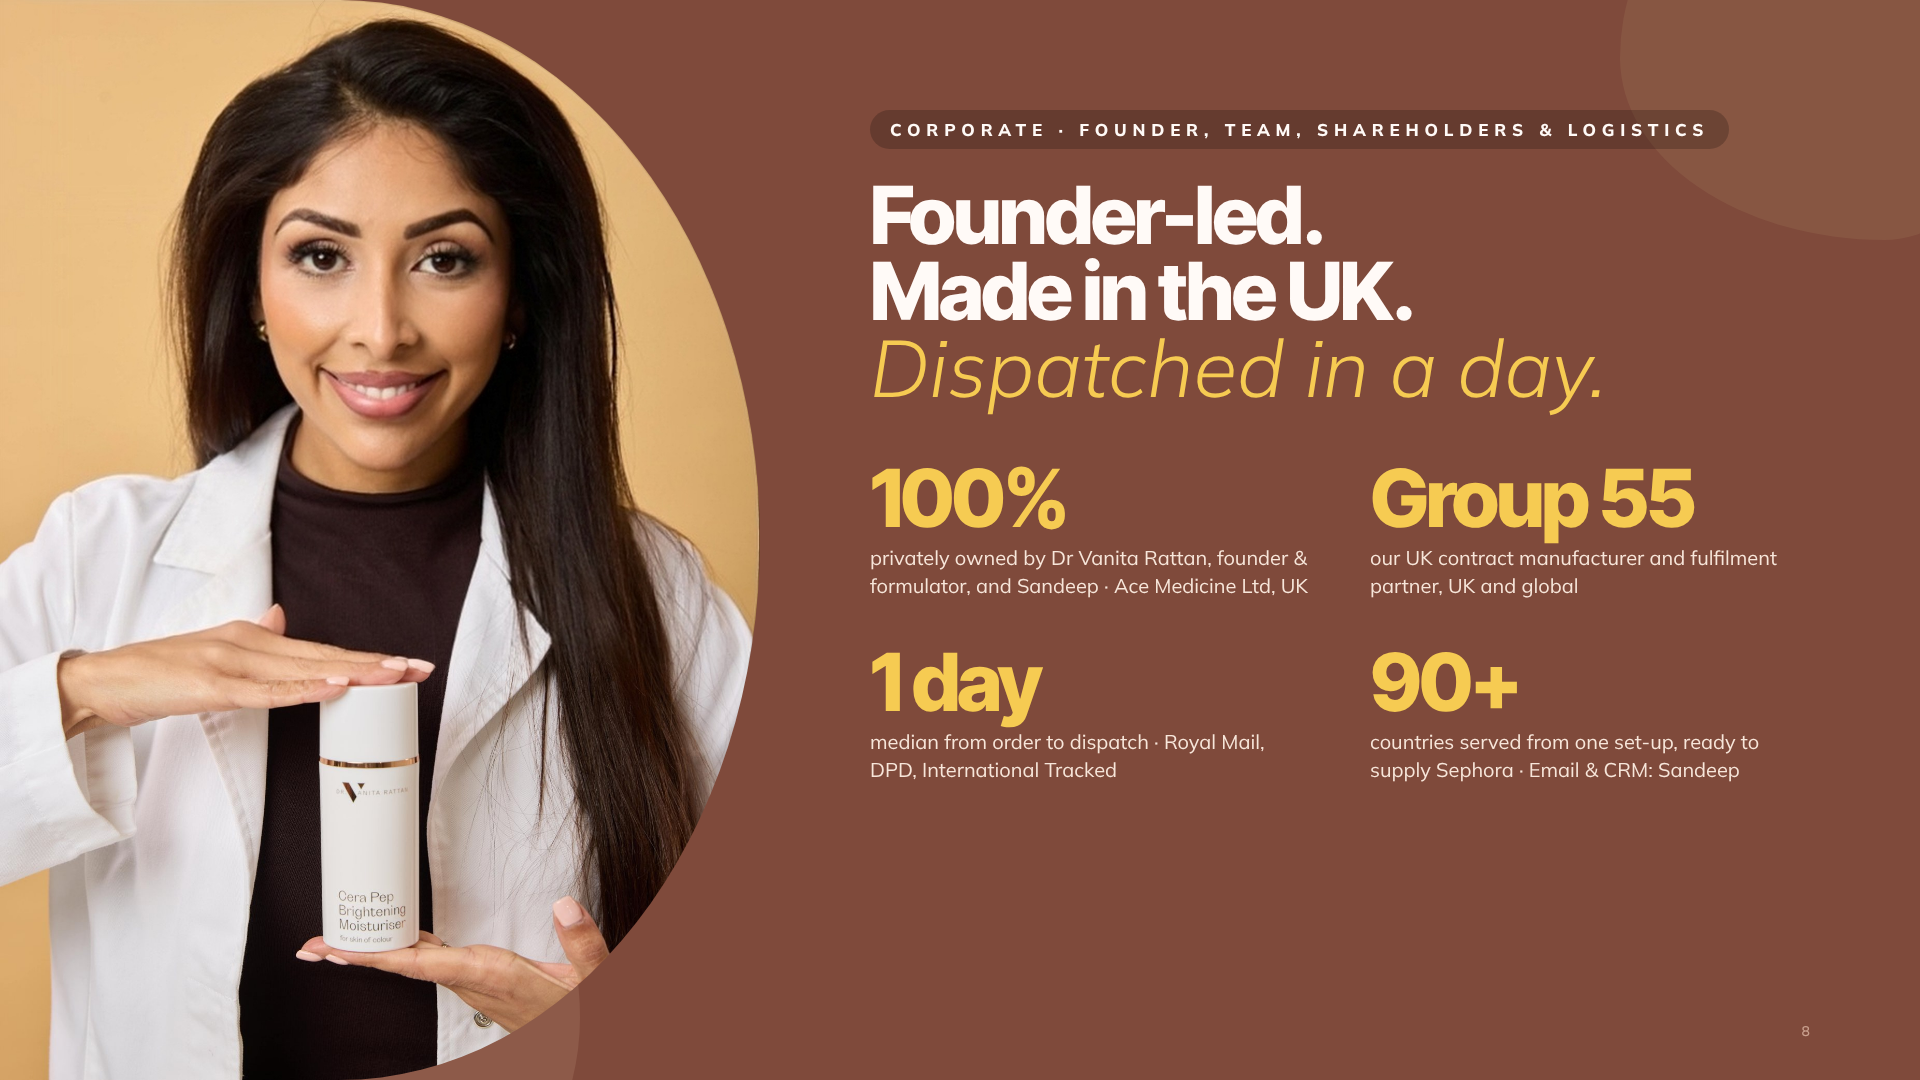 CORPORATE · FOUNDER, TEAM, SHAREHOLDERS & LOGISTICS
Founder-led.
Made in the UK.
Dispatched in a day.
100%
privately owned by Dr Vanita Rattan, founder &
formulator, and Sandeep · Ace Medicine Ltd, UK
Group 55
our UK contract manufacturer and fulfilment
partner, UK and global
1 day
median from order to dispatch · Royal Mail,
DPD, International Tracked
90+
countries served from one set-up, ready to
supply Sephora · Email & CRM: Sandeep
DR VANITA RATTAN
Cera Pep
Brightening
Moisturiser
for skin of colour
8